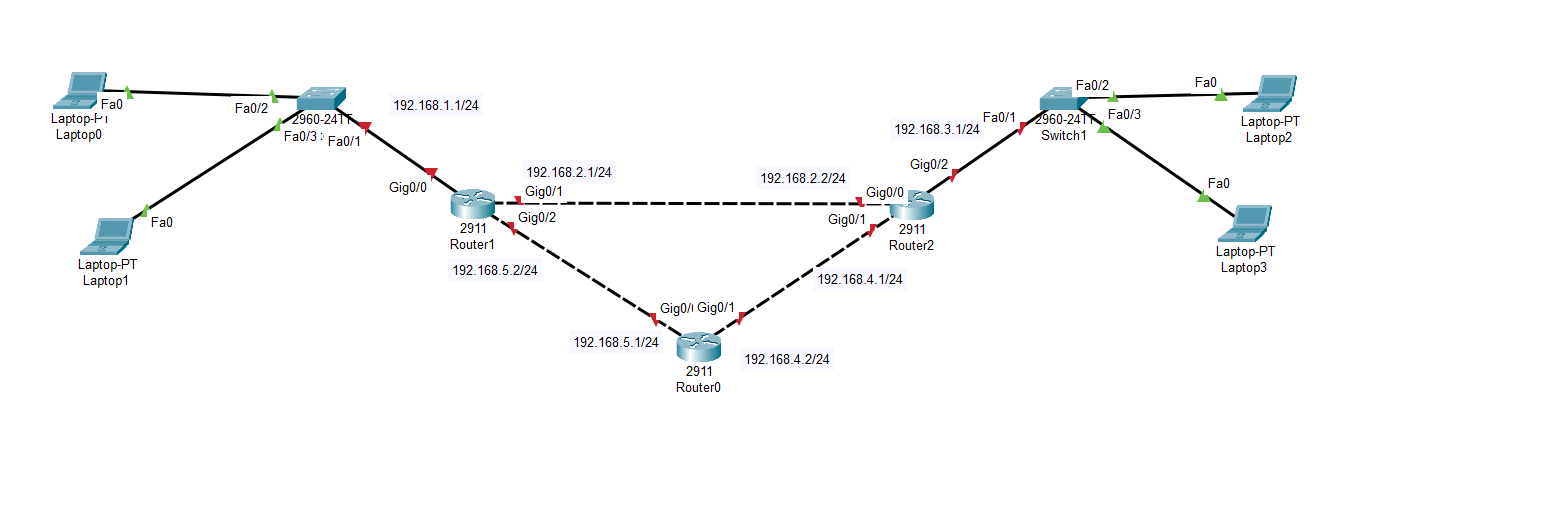 Fa0
Laptop-PT
Laptop0
Fa0/2
2960-24TT
Fa0/3
Fa0/1
192.168.1.1/24
Fa0
Laptop-PT
Laptop1
Gig0/0
192.168.2.1/24
Gig0/1
Gig0/2
2911
Router1
192.168.5.2/24
192.168.2.2/24
Gig0/0
Gig0/1
2911
Router2
192.168.3.1/24
Gig0/2
Fa0/1
Fa0/2
Fa0/3
2960-24TT
Switch1
Fa0
Laptop-PT
Laptop2
Fa0
Laptop-PT
Laptop3
192.168.4.1/24
Gig0/
Gig0/1
192.168.5.1/24
192.168.4.2/24
2911
Router0